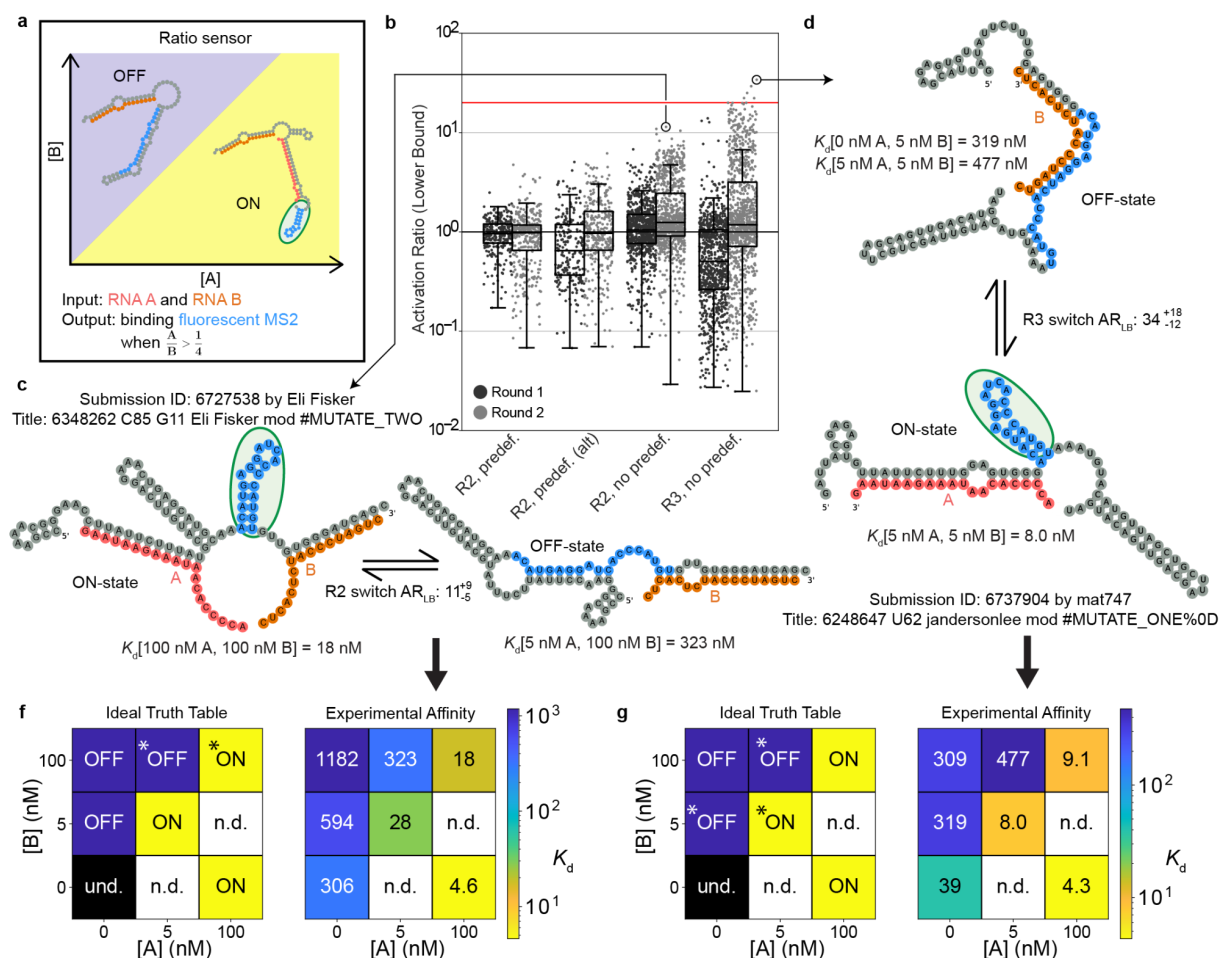 a
Ratio sensor
OFF
ON
[B]
[A]
Input: RNA A and RNA B
Output: binding fluorescent MS2
when A/B > 1/4
b
10^2
10^1
10^0
10^-1
10^-2
Activation Ratio (Lower Bound)
Round 1
Round 2
R2, predef.
R2, predef. (alt)
R2, no predef.
R3, no predef.
c
Submission ID: 6727538 by Eli Fisker
Title: 6348262 C85 G11 Eli Fisker mod #MUTATE_TWO
5'
3'
ON-state
A
B
K_d[100 nM A, 100 nM B] = 18 nM
R2 switch AR_LB: 11 +9 -5
OFF-state
5'
3'
B
K_d[5 nM A, 100 nM B] = 323 nM
d
5'
3'
B
K_d[0 nM A, 5 nM B] = 319 nM
K_d[5 nM A, 5 nM B] = 477 nM
OFF-state
R3 switch AR_LB: 34 +18 -12
ON-state
5'
3'
A
K_d[5 nM A, 5 nM B] = 8.0 nM
Submission ID: 6737904 by mat747
Title: 6248647 U62 jandersonlee mod #MUTATE_ONE%0D
f
Ideal Truth Table
Experimental Affinity
[B] (nM)
100
5
0
OFF *OFF *ON
OFF ON n.d.
und. n.d. ON
0 5 100
[A] (nM)
1182 323 18
594 28 n.d.
306 n.d. 4.6
0 5 100
[A] (nM)
10^3
10^2
10^1
K_d
g
Ideal Truth Table
Experimental Affinity
[B] (nM)
100
5
0
OFF *OFF ON
*OFF *ON n.d.
und. n.d. ON
0 5 100
[A] (nM)
309 477 9.1
319 8.0 n.d.
39 n.d. 4.3
0 5 100
[A] (nM)
10^2
10^1
K_d